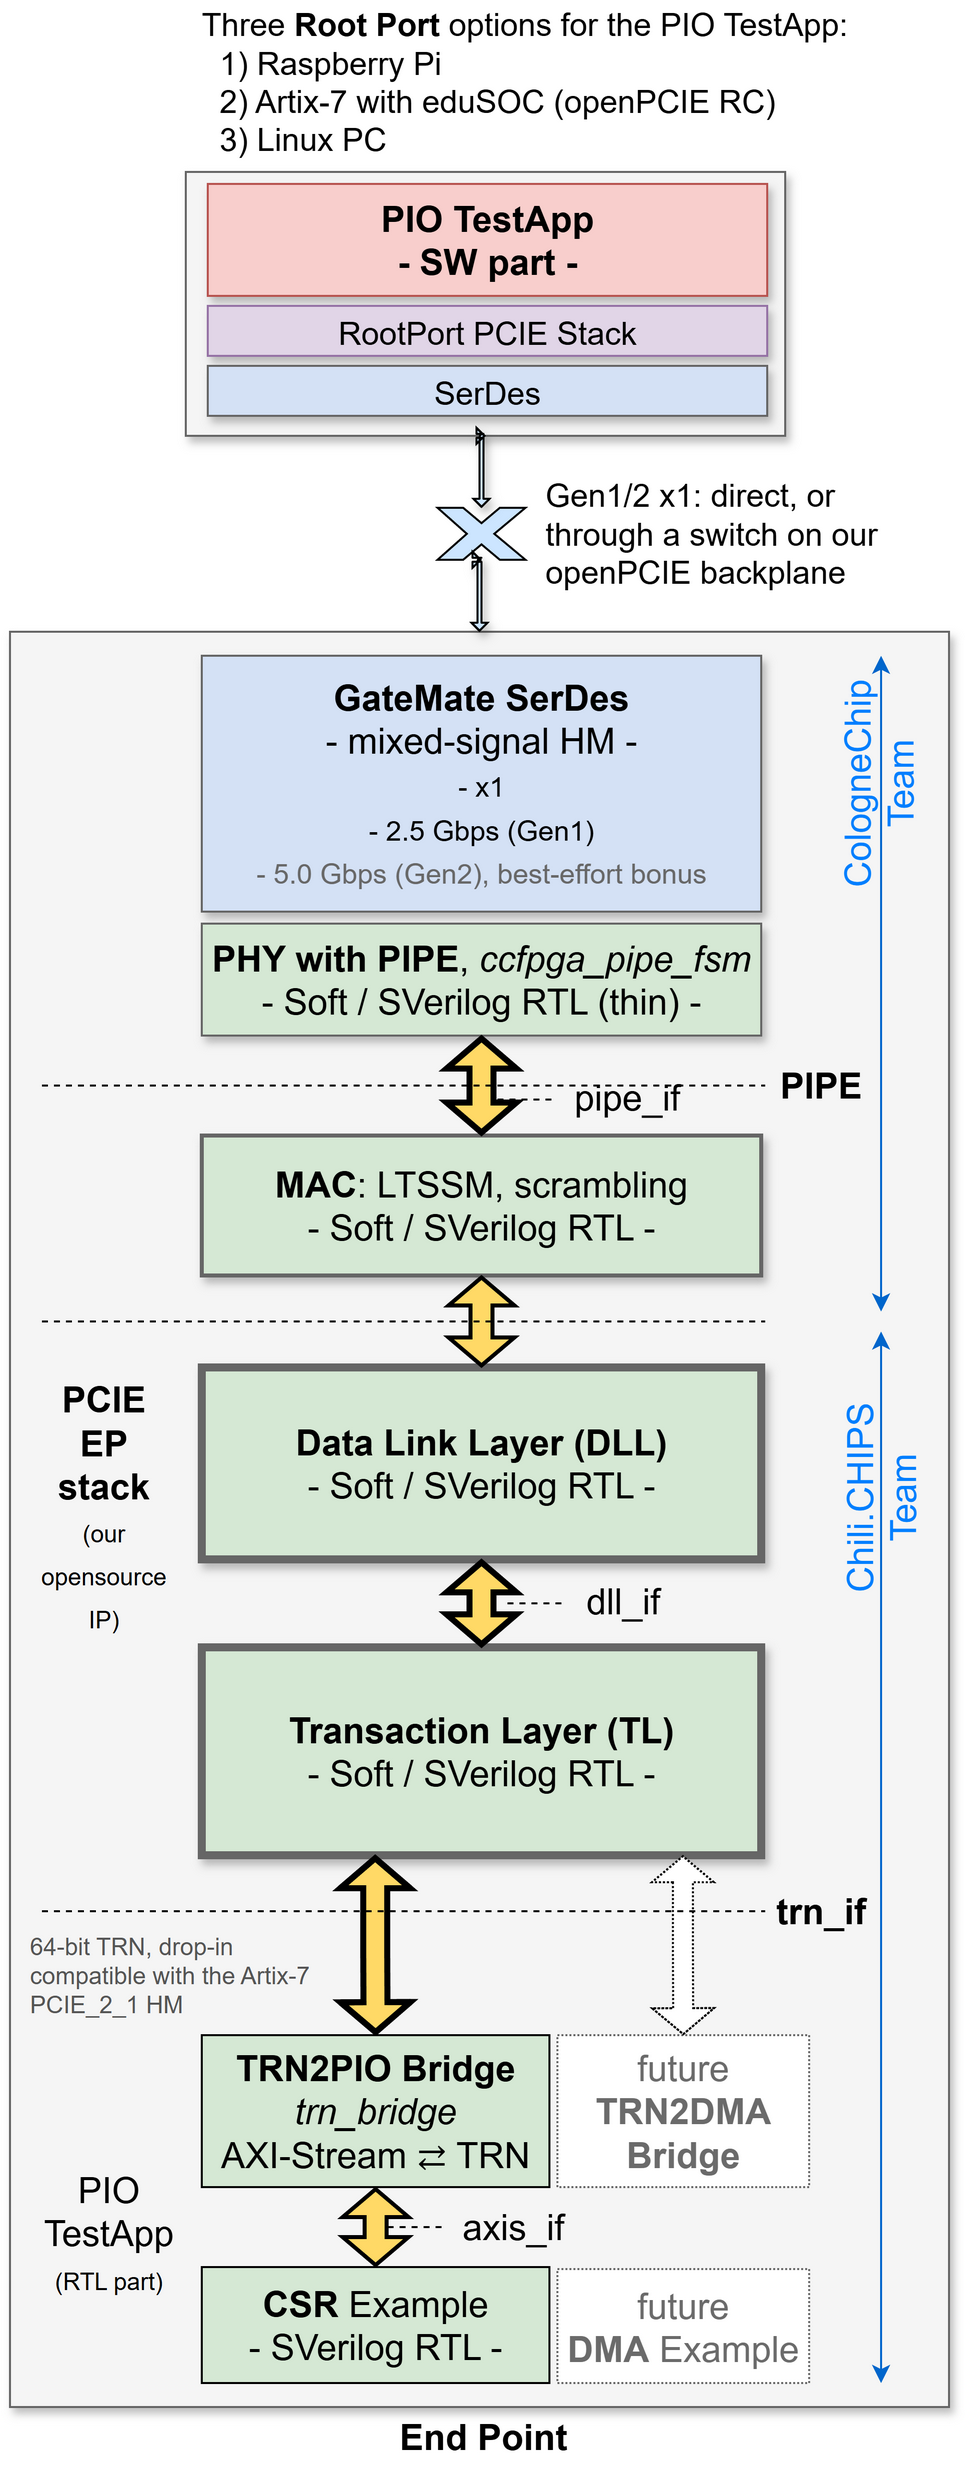 Three Root Port options for the PIO TestApp:
1) Raspberry Pi
2) Artix-7 with eduSOC (openPCIE RC)
3) Linux PC
PIO TestApp
- SW part -
RootPort PCIE Stack
SerDes
Gen1/2 x1: direct, or
through a switch on our
openPCIE backplane
GateMate SerDes
- mixed-signal HM -
- x1
- 2.5 Gbps (Gen1)
- 5.0 Gbps (Gen2), best-effort bonus
CologneChip
Team
PHY with PIPE, ccfpga_pipe_fsm
- Soft / SVerilog RTL (thin) -
PIPE
pipe_if
MAC: LTSSM, scrambling
- Soft / SVerilog RTL -
PCIE
EP
stack
(our
opensource
IP)
Data Link Layer (DLL)
- Soft / SVerilog RTL -
Chili.CHIPS
Team
dll_if
Transaction Layer (TL)
- Soft / SVerilog RTL -
trn_if
64-bit TRN, drop-in
compatible with the Artix-7
PCIE_2_1 HM
TRN2PIO Bridge
trn_bridge
AXI-Stream ⇄ TRN
future
TRN2DMA
Bridge
PIO
TestApp
(RTL part)
axis_if
CSR Example
- SVerilog RTL -
future
DMA Example
End Point